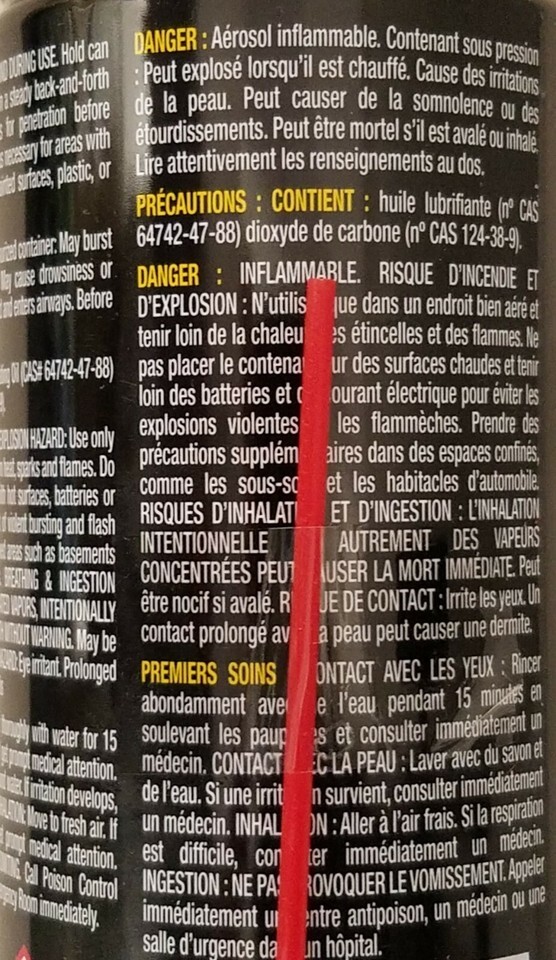 D DURING USE. Hold can
a steady back-and-forth
for penetration before
necessary for areas with
surfaces, plastic, or
container: May burst
May cause drowsiness or
and enters airways. Before
Oil (CAS# 64742-47-88)
EXPLOSION HAZARD: Use only
heat, sparks and flames. Do
hot surfaces, batteries or
violent bursting and flash
areas such as basements
BREATHING & INGESTION
VAPORS, INTENTIONALLY
WITHOUT WARNING. May be
Eye irritant. Prolonged
with water for 15
medical attention.
If irritation develops,
Move to fresh air. If
prompt medical attention.
Call Poison Control
Room immediately.
DANGER : Aérosol inflammable. Contenant sous pression
: Peut explosé lorsqu'il est chauffé. Cause des irritations
de la peau. Peut causer de la somnolence ou des
étourdissements. Peut être mortel s'il est avalé ou inhalé.
Lire attentivement les renseignements au dos.
PRÉCAUTIONS : CONTIENT : huile lubrifiante (nº CAS
64742-47-88) dioxyde de carbone (nº CAS 124-38-9).
DANGER : INFLAMMABLE. RISQUE D'INCENDIE ET
D'EXPLOSION : N'utilis que dans un endroit bien aéré et
tenir loin de la chaleu es étincelles et des flammes. Ne
pas placer le contena ur des surfaces chaudes et tenir
loin des batteries et c ourant électrique pour éviter les
explosions violentes les flammèches. Prendre des
précautions supplém aires dans des espaces confinés,
comme les sous-so et les habitacles d'automobile.
RISQUES D'INHALATI ET D'INGESTION : L'INHALATION
INTENTIONNELLE AUTREMENT DES VAPEURS
CONCENTRÉES PEUT AUSER LA MORT IMMÉDIATE. Peut
être nocif si avalé. R UE DE CONTACT : Irrite les yeux. Un
contact prolongé av a peau peut causer une dermite.
PREMIERS SOINS ONTACT AVEC LES YEUX : Rincer
abondamment ave e l'eau pendant 15 minutes en
soulevant les paup es et consulter immédiatement un
médecin. CONTACT EC LA PEAU : Laver avec du savon et
de l'eau. Si une irrit n survient, consulter immédiatement
un médecin. INHAL ON : Aller à l'air frais. Si la respiration
est difficile, con ter immédiatement un médecin.
INGESTION : NE PAS ROVOQUER LE VOMISSEMENT. Appeler
immédiatement u entre antipoison, un médecin ou une
salle d'urgence da un hôpital.